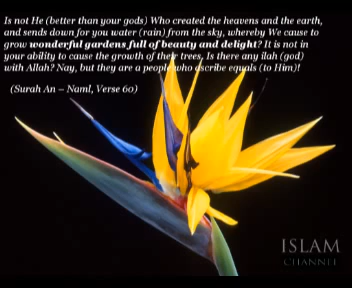 Is not He (better than your gods) Who created the heavens and the earth,
and sends down for you water (rain) from the sky, whereby We cause to
grow wonderful gardens full of beauty and delight? It is not in
your ability to cause the growth of their trees, Is there any ilah (god)
with Allah? Nay, but they are a people who ascribe equals (to Him)!
(Surah An – Naml, Verse 60)
ISLAM
CHANNEL